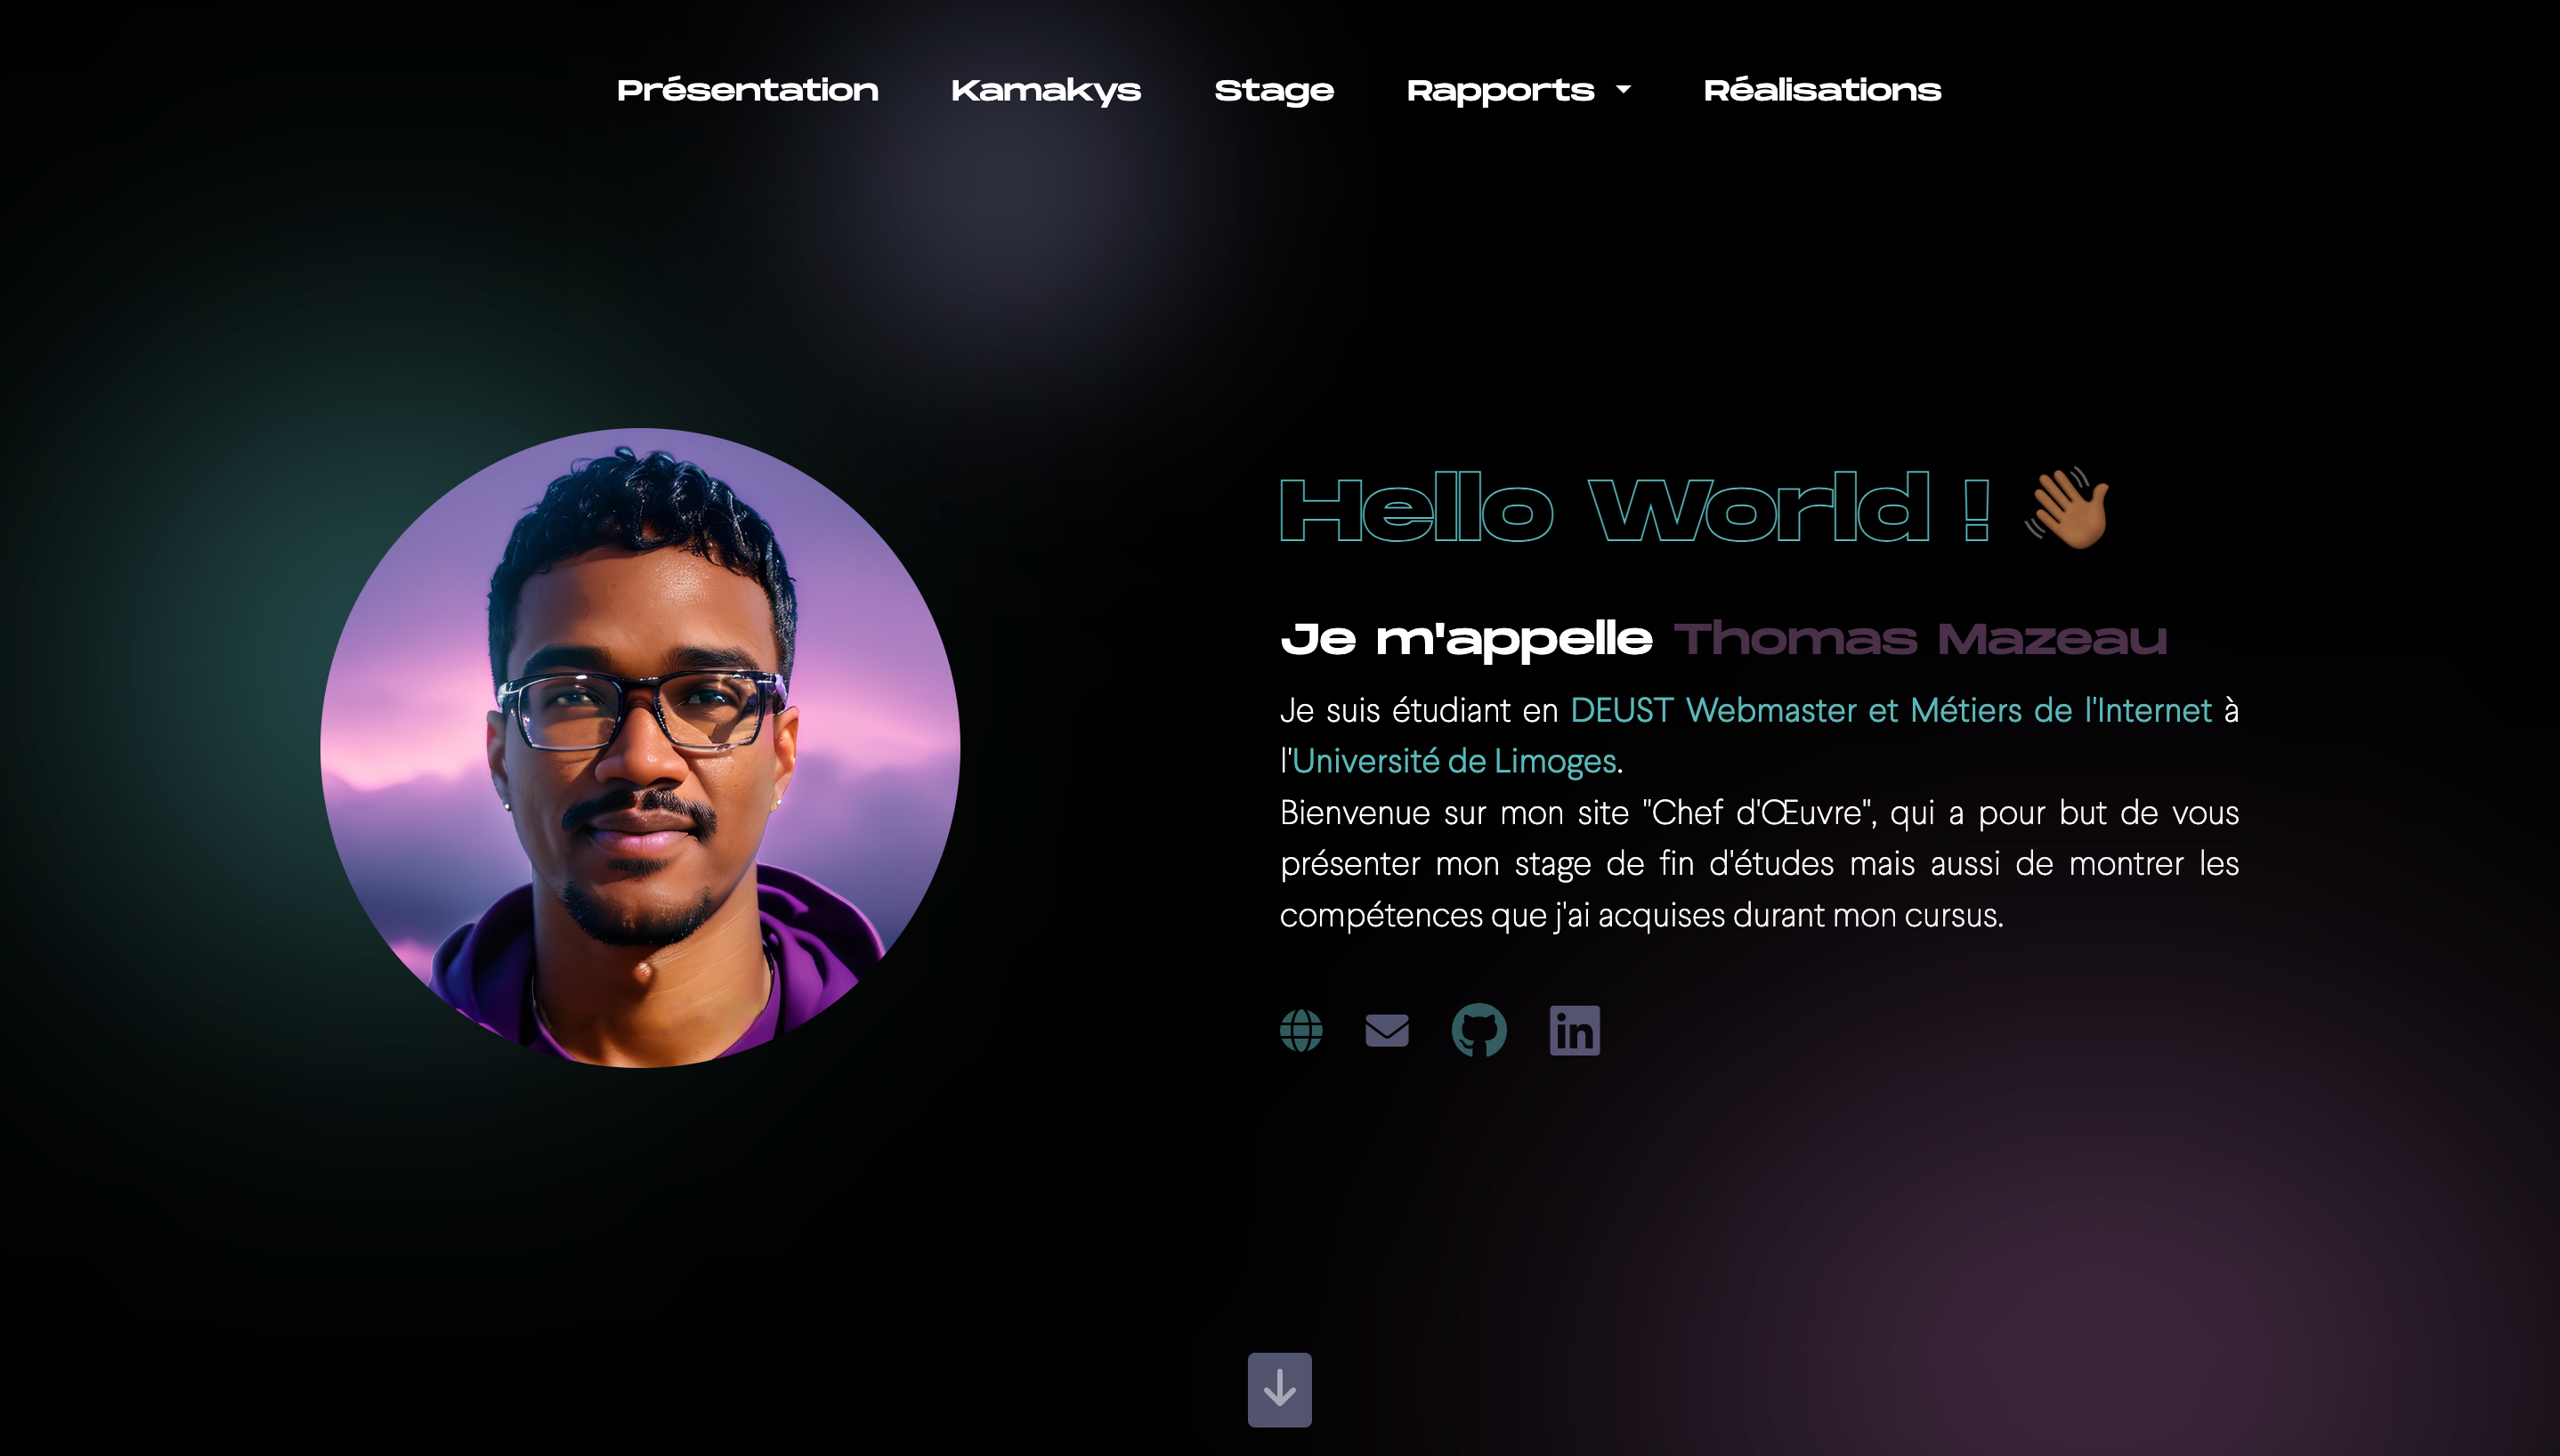 Présentation
Kamakys
Stage
Rapports
Réalisations
Hello World ! 👋🏾
Je m'appelle Thomas Mazeau
Je suis étudiant en DEUST Webmaster et Métiers de l'Internet à
l'Université de Limoges.
Bienvenue sur mon site "Chef d'Œuvre", qui a pour but de vous
présenter mon stage de fin d'études mais aussi de montrer les
compétences que j'ai acquises durant mon cursus.
in